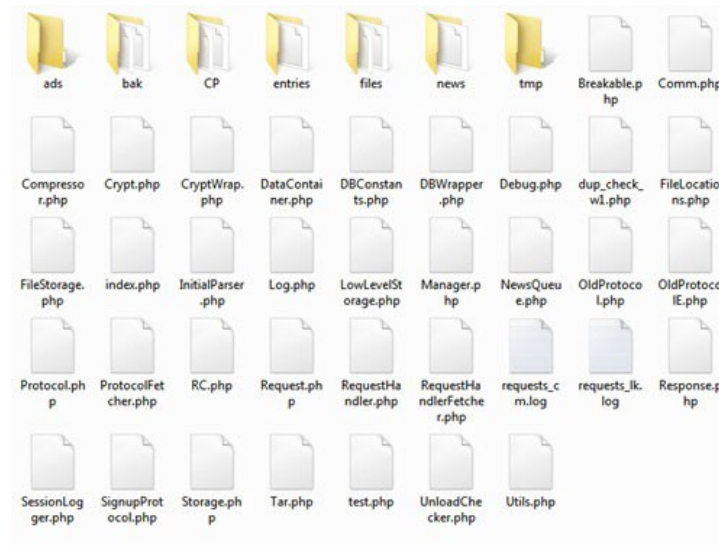 ads bak CP entries files news tmp Breakable.p Comm.php
hp
Compresso Crypt.php CryptWrap. DataContai DBConstan DBWrapper Debug.php dup_check_ FileLocatio
r.php php ner.php ts.php .php w1.php ns.php
FileStorage. index.php InitialParser Log.php LowLevelSt Manager.p NewsQueu OldProtoco OldProtoco
php .php orage.php hp e.php l.php lE.php
Protocol.ph ProtocolFet RC.php Request.ph RequestHa RequestHa requests_c requests_lk. Response.p
p cher.php p ndler.php ndlerFetche m.log log hp
r.php
SessionLog SignupProt Storage.ph Tar.php test.php UnloadChe Utils.php
ger.php ocol.php p cker.php